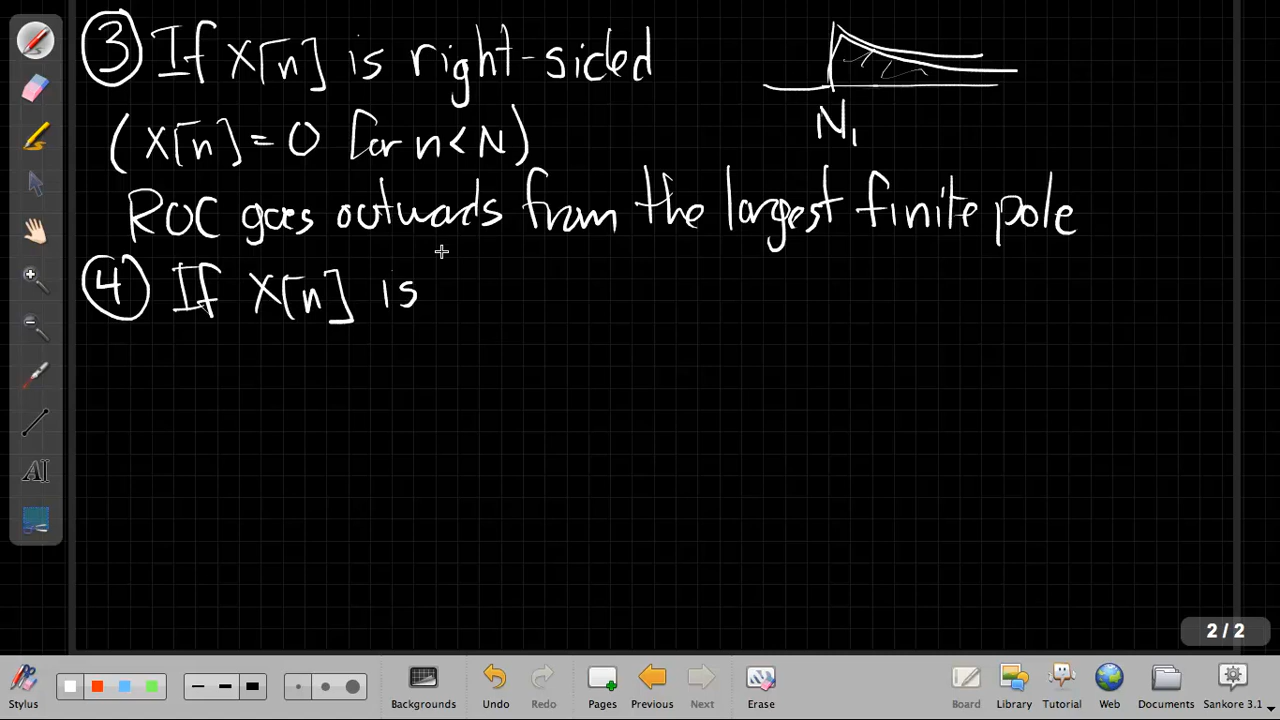 ③ If x[n] is right-sided
(x[n] = 0 for n < N)
N₁
ROC goes outwards from the largest finite pole
④ If x[n] is
2 / 2
Stylus
Backgrounds
Undo
Redo
Pages
Previous
Next
Erase
Board
Library
Tutorial
Web
Documents
Sankore 3.1